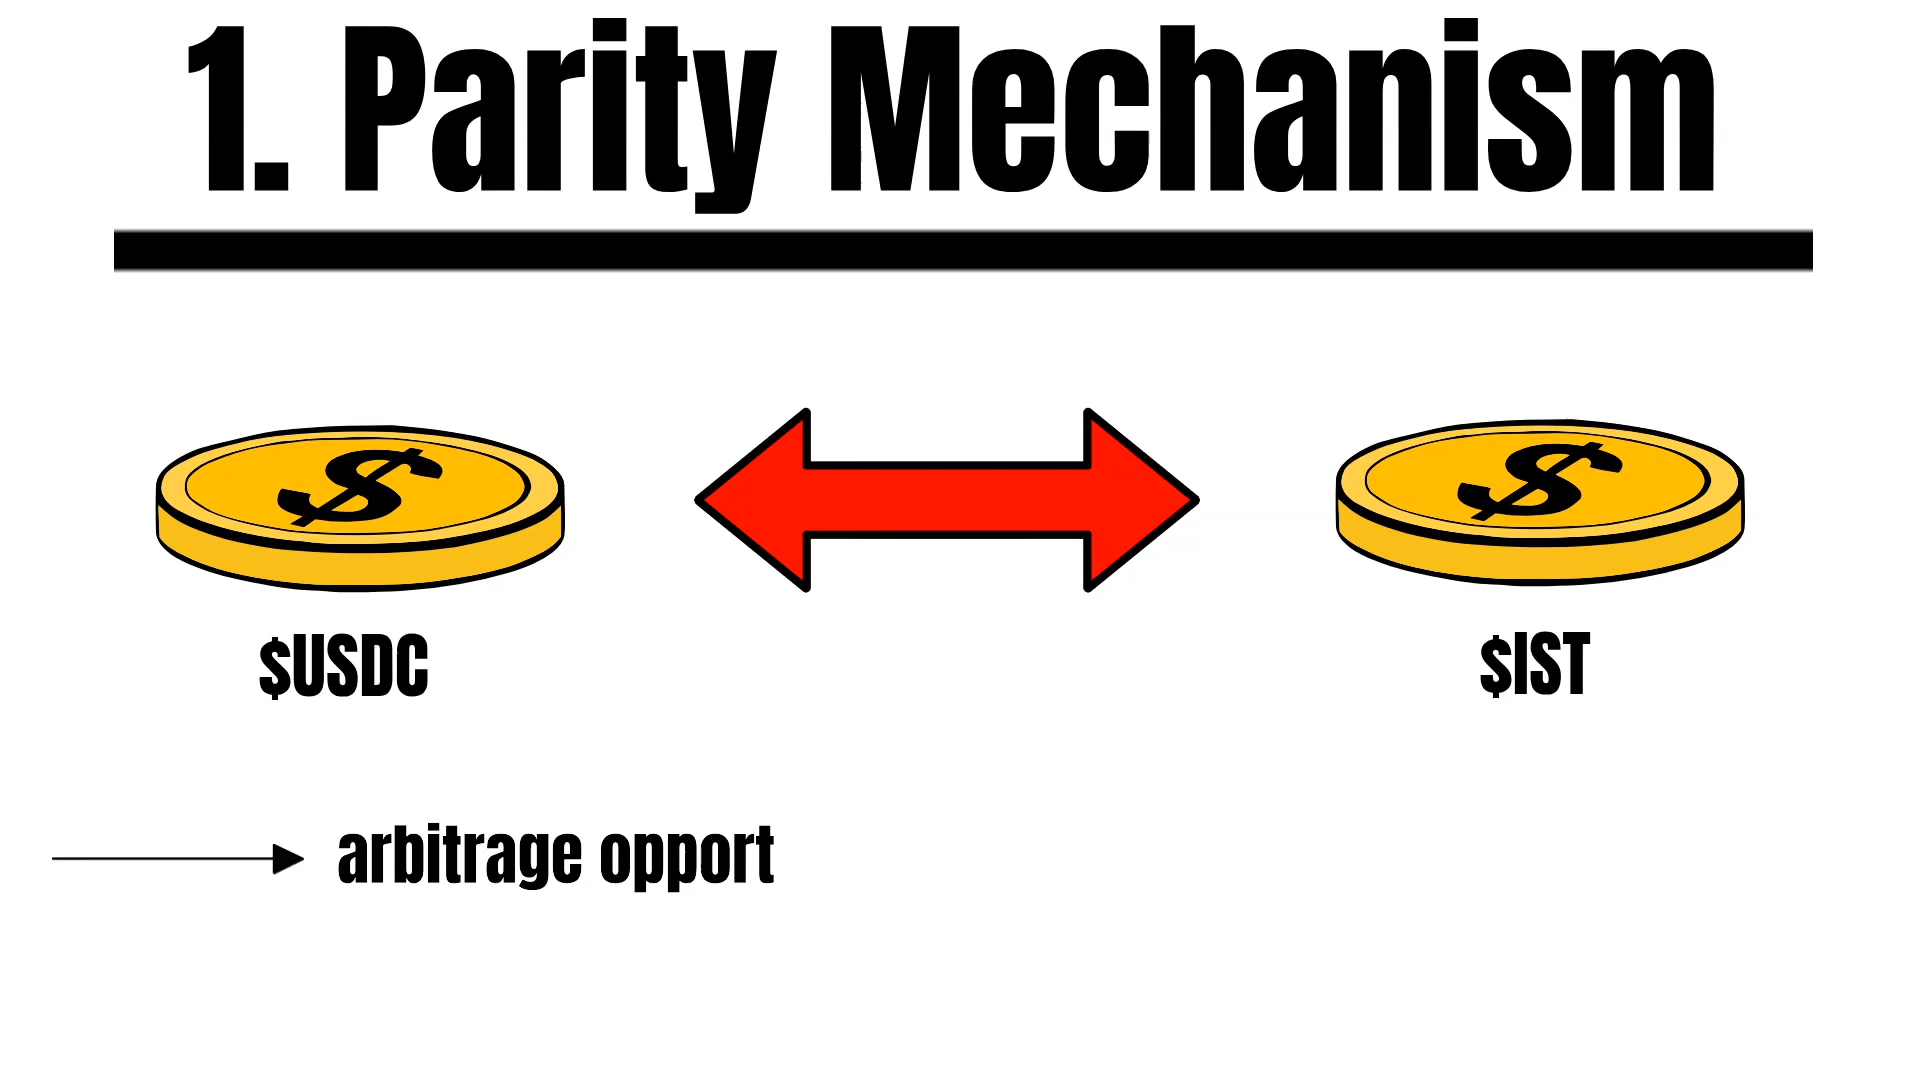 1. Parity Mechanism
$ $
$USDC $IST
arbitrage opport